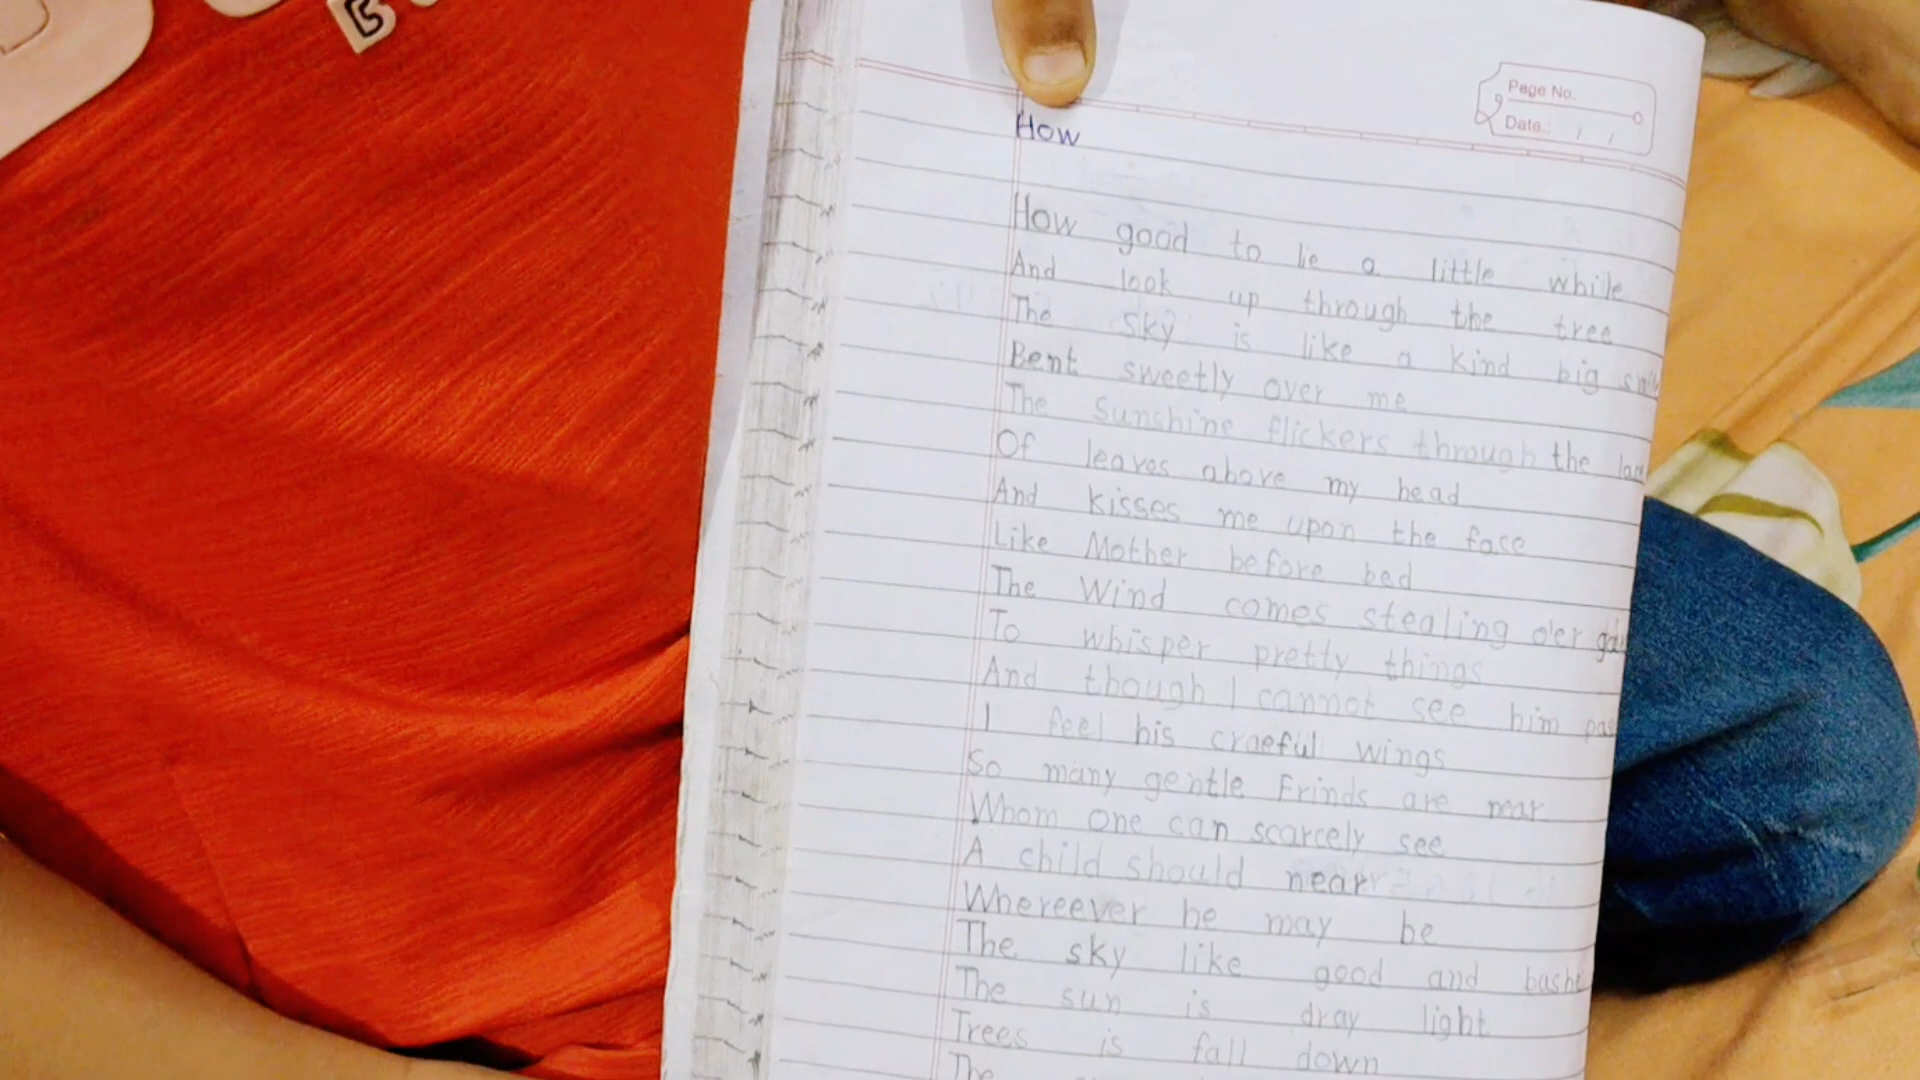 Page No.
Date.: / /
How
How good to lie a little while
And look up through the tree
The Sky is like a kind big
Bent sweetly over me
The Sunshine flickers through the
Of leaves above my head
And kisses me upon the face
Like Mother before bed
The Wind comes stealing o'er
To whisper pretty things
And though I cannot see him
I feel his craeful wings
So many gentle Frinds are near
Whom one can scarcely see
A child should near
Whereever he may be
The sky like good and
The sun is dray light
Trees is fall down
The